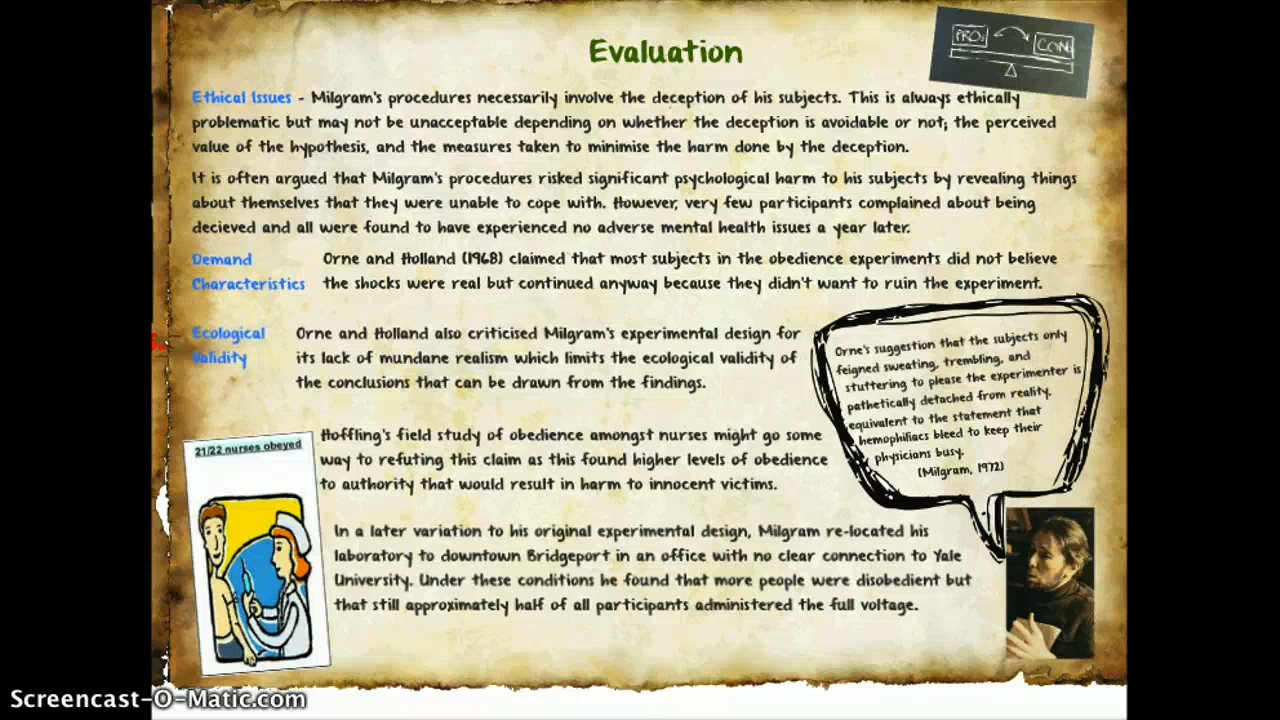 Evaluation
PROs CONs
Ethical Issues - Milgram's procedures necessarily involve the deception of his subjects. This is always ethically
problematic but may not be unacceptable depending on whether the deception is avoidable or not; the perceived
value of the hypothesis, and the measures taken to minimise the harm done by the deception.
It is often argued that Milgram's procedures risked significant psychological harm to his subjects by revealing things
about themselves that they were unable to cope with. However, very few participants complained about being
decieved and all were found to have experienced no adverse mental health issues a year later.
Demand
Characteristics
Orne and Holland (1968) claimed that most subjects in the obedience experiments did not believe
the shocks were real but continued anyway because they didn't want to ruin the experiment.
Ecological
Validity
Orne and Holland also criticised Milgram's experimental design for
its lack of mundane realism which limits the ecological validity of
the conclusions that can be drawn from the findings.
Orne's suggestion that the subjects only
feigned sweating, trembling, and
stuttering to please the experimenter is
pathetically detached from reality,
equivalent to the statement that
hemophiliacs bleed to keep their
physicians busy.
(Milgram, 1972)
21/22 nurses obeyed
Hoffling's field study of obedience amongst nurses might go some
way to refuting this claim as this found higher levels of obedience
to authority that would result in harm to innocent victims.
In a later variation to his original experimental design, Milgram re-located his
laboratory to downtown Bridgeport in an office with no clear connection to Yale
University. Under these conditions he found that more people were disobedient but
that still approximately half of all participants administered the full voltage.
Screencast-O-Matic.com